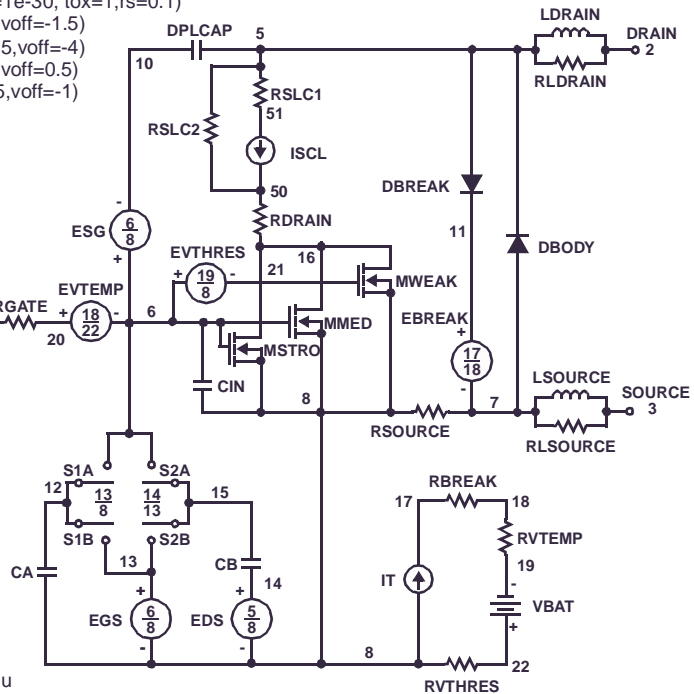 =1e-30, tox=1,rs=0.1)
voff=-1.5)
5,voff=-4)
voff=0.5)
5,voff=-1)
LDRAIN
DPLCAP 5 DRAIN
10 2
RSLC1 RLDRAIN
51
RSLC2
ISCL
50
DBREAK
RDRAIN
- 
ESG 6/8
+
11 DBODY
EVTHRES 16
+ 19/8 - 21 MWEAK
EVTEMP
RGATE + 18/22 - 6 MMED EBREAK
20 +
MSTRO 17/18
-
LSOURCE
CIN SOURCE
8 7 3
RSOURCE
RLSOURCE
S1A S2A RBREAK
12 13/8 14/13 15 17 18
S1B S2B RVTEMP
13 CB 19
CA 14 IT -
+ + VBAT
EGS 6/8 EDS 5/8 +
- - 8 22
RVTHRES
u